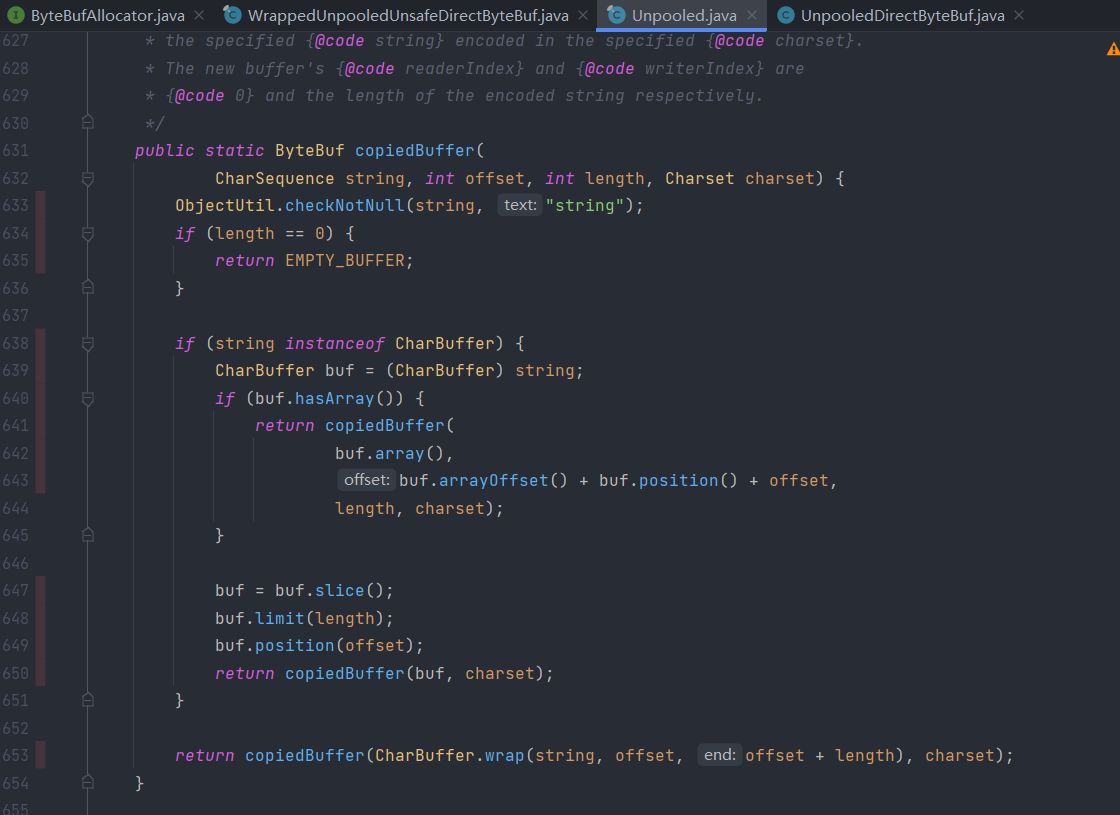 ByteBufAllocator.java WrappedUnpooledUnsafeDirectByteBuf.java Unpooled.java UnpooledDirectByteBuf.java
627 * the specified {@code string} encoded in the specified {@code charset}.
628 * The new buffer's {@code readerIndex} and {@code writerIndex} are
629 * {@code 0} and the length of the encoded string respectively.
630 */
631 public static ByteBuf copiedBuffer(
632 CharSequence string, int offset, int length, Charset charset) {
633 ObjectUtil.checkNotNull(string, text: "string");
634 if (length == 0) {
635 return EMPTY_BUFFER;
636 }
637
638 if (string instanceof CharBuffer) {
639 CharBuffer buf = (CharBuffer) string;
640 if (buf.hasArray()) {
641 return copiedBuffer(
642 buf.array(),
643 offset: buf.arrayOffset() + buf.position() + offset,
644 length, charset);
645 }
646
647 buf = buf.slice();
648 buf.limit(length);
649 buf.position(offset);
650 return copiedBuffer(buf, charset);
651 }
652
653 return copiedBuffer(CharBuffer.wrap(string, offset, end: offset + length), charset);
654 }
655